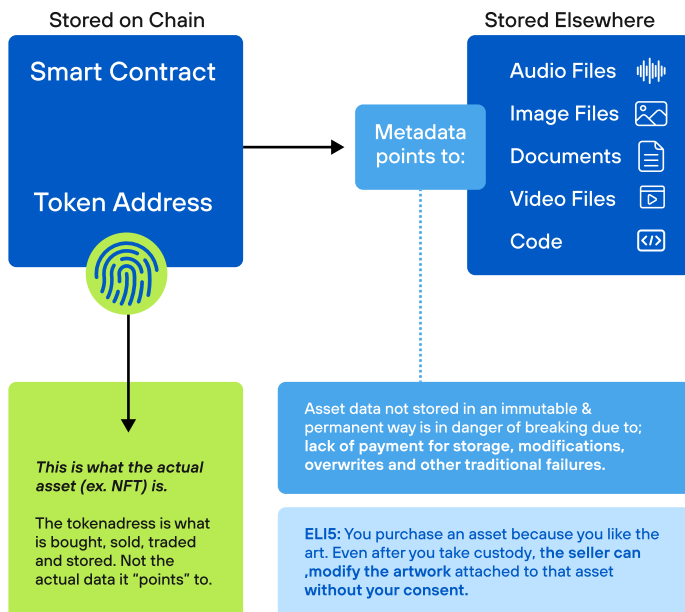 Stored on Chain
Smart Contract
Token Address
Stored Elsewhere
Metadata
points to:
Audio Files
Image Files
Documents
Video Files
Code
This is what the actual
asset (ex. NFT) is.
The tokenadress is what
is bought, sold, traded
and stored. Not the
actual data it “points” to.
Asset data not stored in an immutable &
permanent way is in danger of breaking due to;
lack of payment for storage, modifications,
overwrites and other traditional failures.
ELI5: You purchase an asset because you like the
art. Even after you take custody, the seller can
,modify the artwork attached to that asset
without your consent.